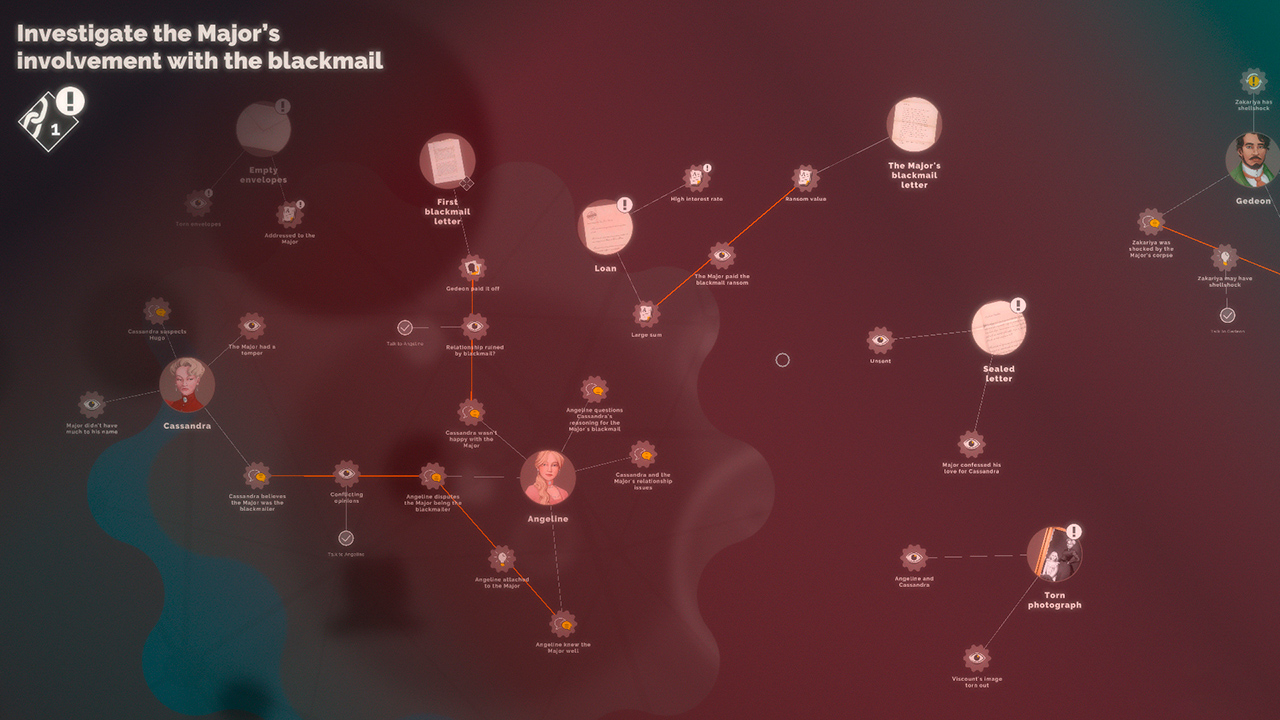 Investigate the Major's
involvement with the blackmail
1
Empty
envelopes
Torn envelopes
Addressed to the
Major
First
blackmail
letter
Gedeon paid it off
Talk to Angeline
Relationship ruined
by blackmail?
Cassandra wasn't
happy with the
Major
Loan
High interest rate
Large sum
The Major paid the
blackmail ransom
Ransom value
The Major's
blackmail
letter
Zakariya has
shellshock
Gedeon
Zakariya was
shocked by the
Major's corpse
Zakariya may have
shellshock
Talk to Gedeon
Unsent
Sealed
letter
Major confessed his
love for Cassandra
Cassandra suspects
Hugo
The Major had a
temper
Major didn't have
much to his name
Cassandra
Cassandra believes
the Major was the
blackmailer
Conflicting
opinions
Talk to Angeline
Angeline disputes
the Major being the
blackmailer
Angeline questions
Cassandra's
reasoning for the
Major's blackmail
Cassandra and the
Major's relationship
issues
Angeline
Angeline attached
to the Major
Angeline knew the
Major well
Angeline and
Cassandra
Torn
photograph
Viscount's image
torn out